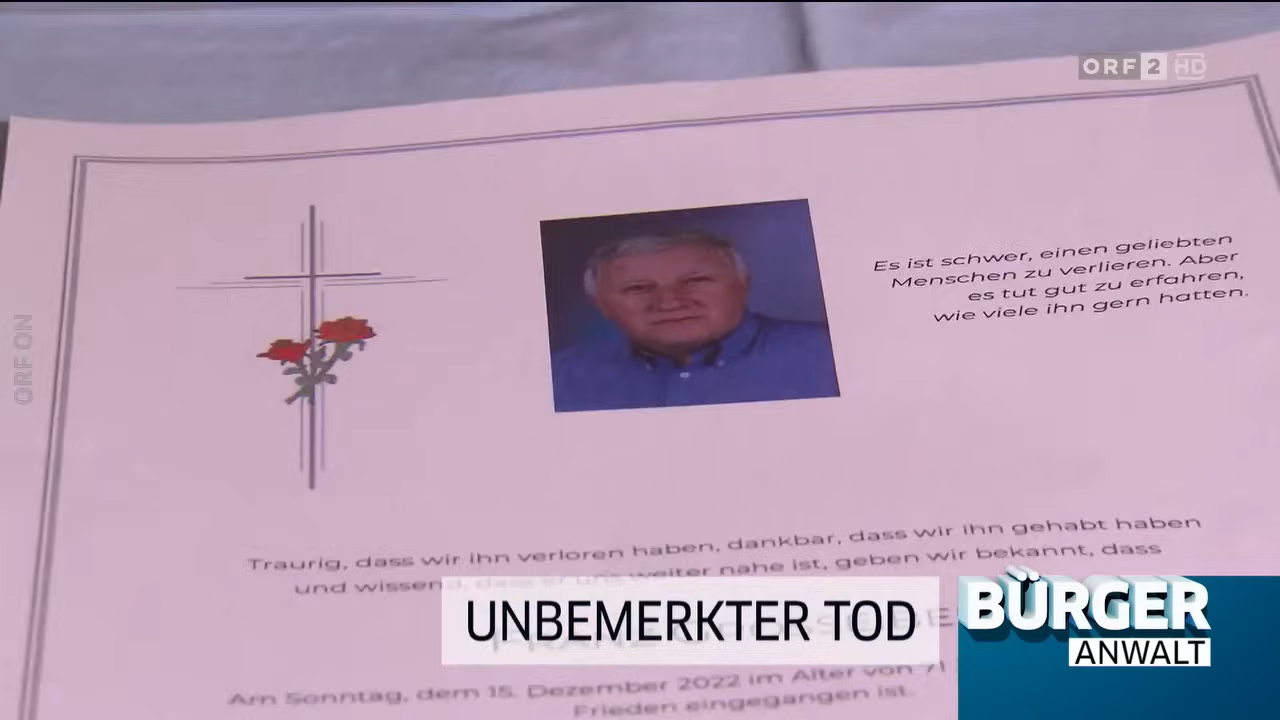 ORF 2 HD
ORF ON
Es ist schwer, einen geliebten
Menschen zu verlieren. Aber
es tut gut zu erfahren,
wie viele ihn gern hatten.
Traurig, dass wir ihn verloren haben, dankbar, dass wir ihn gehabt haben
und wissend, dass er uns weiter nahe ist, geben wir bekannt, dass
UNBEMERKTER TOD
BÜRGER
ANWALT
Am Sonntag, dem 15. Dezember 2022 im Alter von 71
Frieden eingegangen ist.